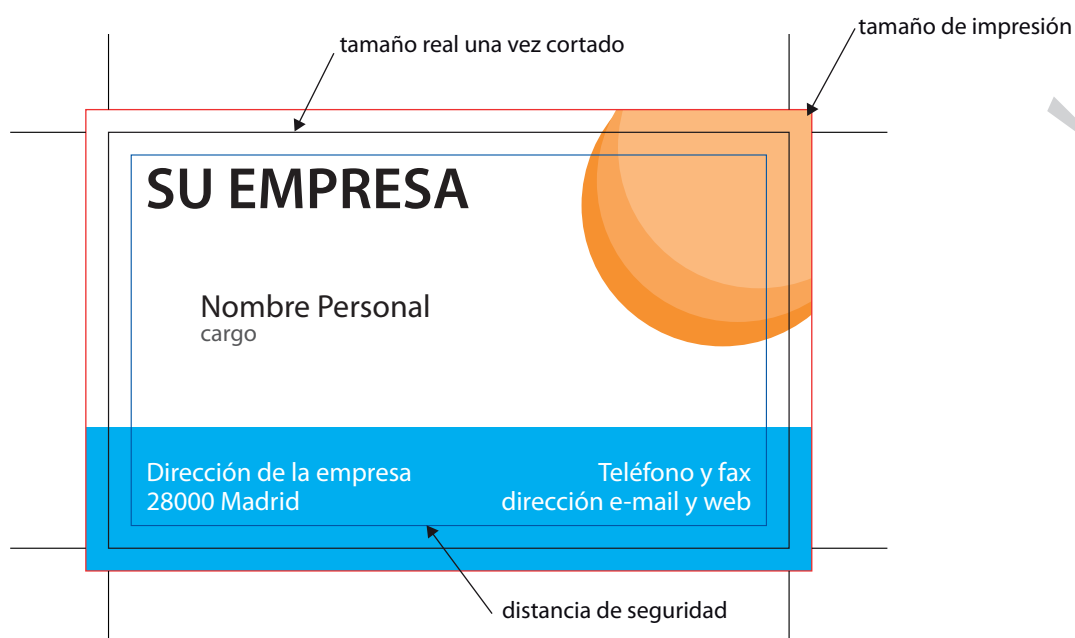 tamaño de impresión
tamaño real una vez cortado
SU EMPRESA
Nombre Personal
cargo
Dirección de la empresa
28000 Madrid
Teléfono y fax
dirección e-mail y web
distancia de seguridad